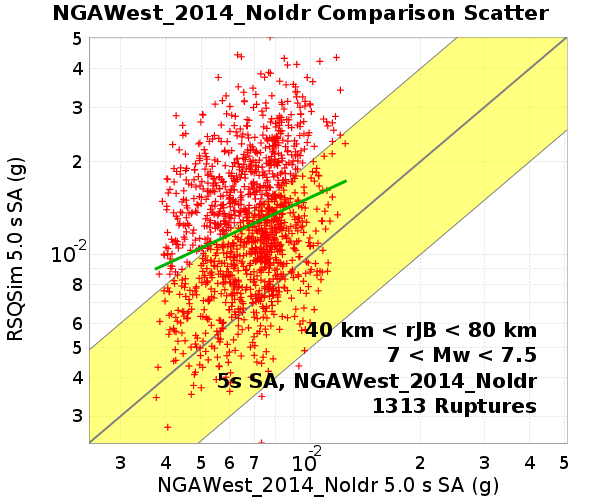 NGAWest_2014_NoIdr Comparison Scatter
5
4
3
2
10-2
8
6
5
4
3
RSQSim 5.0 s SA (g)
40 km < rJB < 80 km
7 < Mw < 7.5
5s SA, NGAWest_2014_NoIdr
1313 Ruptures
3 4 5 6 7 10-2 2 3 4 5
NGAWest_2014_NoIdr 5.0 s SA (g)